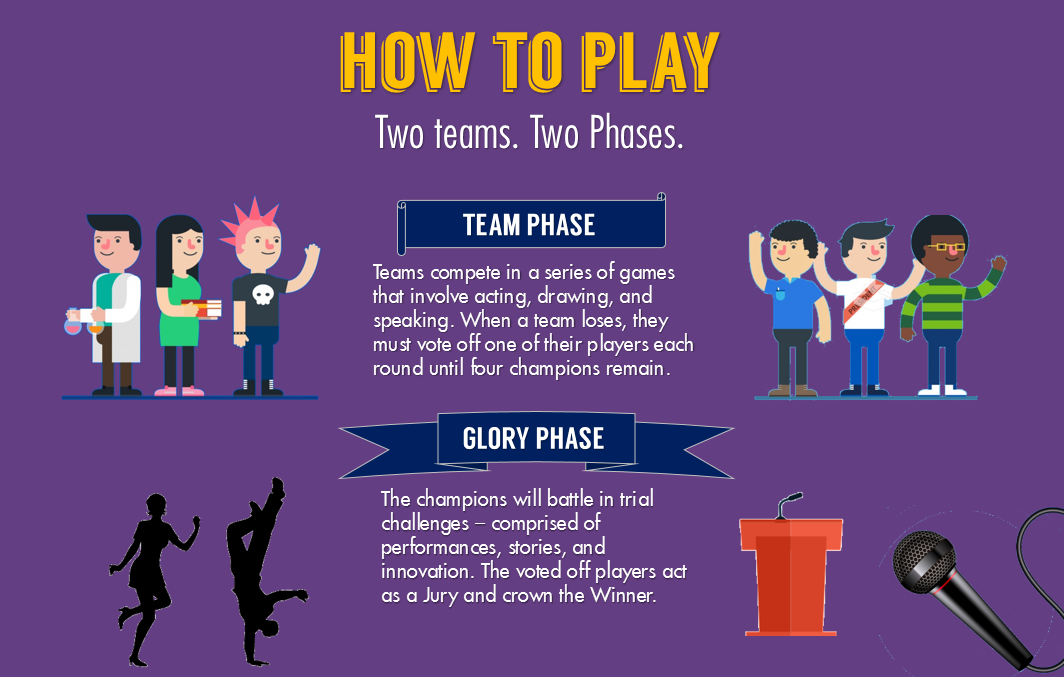 HOW TO PLAY
Two teams. Two Phases.
TEAM PHASE
Teams compete in a series of games
that involve acting, drawing, and
speaking. When a team loses, they
must vote off one of their players each
round until four champions remain.
GLORY PHASE
The champions will battle in trial
challenges – comprised of
performances, stories, and
innovation. The voted off players act
as a Jury and crown the Winner.